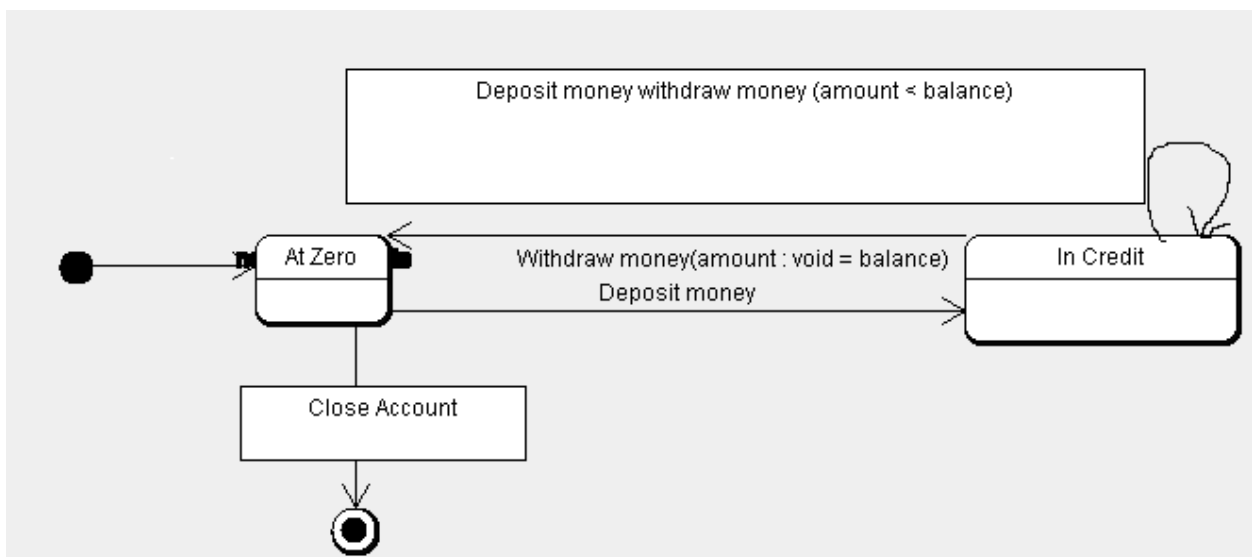 Deposit money withdraw money (amount < balance)
At Zero
Withdraw money(amount : void = balance)
In Credit
Deposit money
Close Account